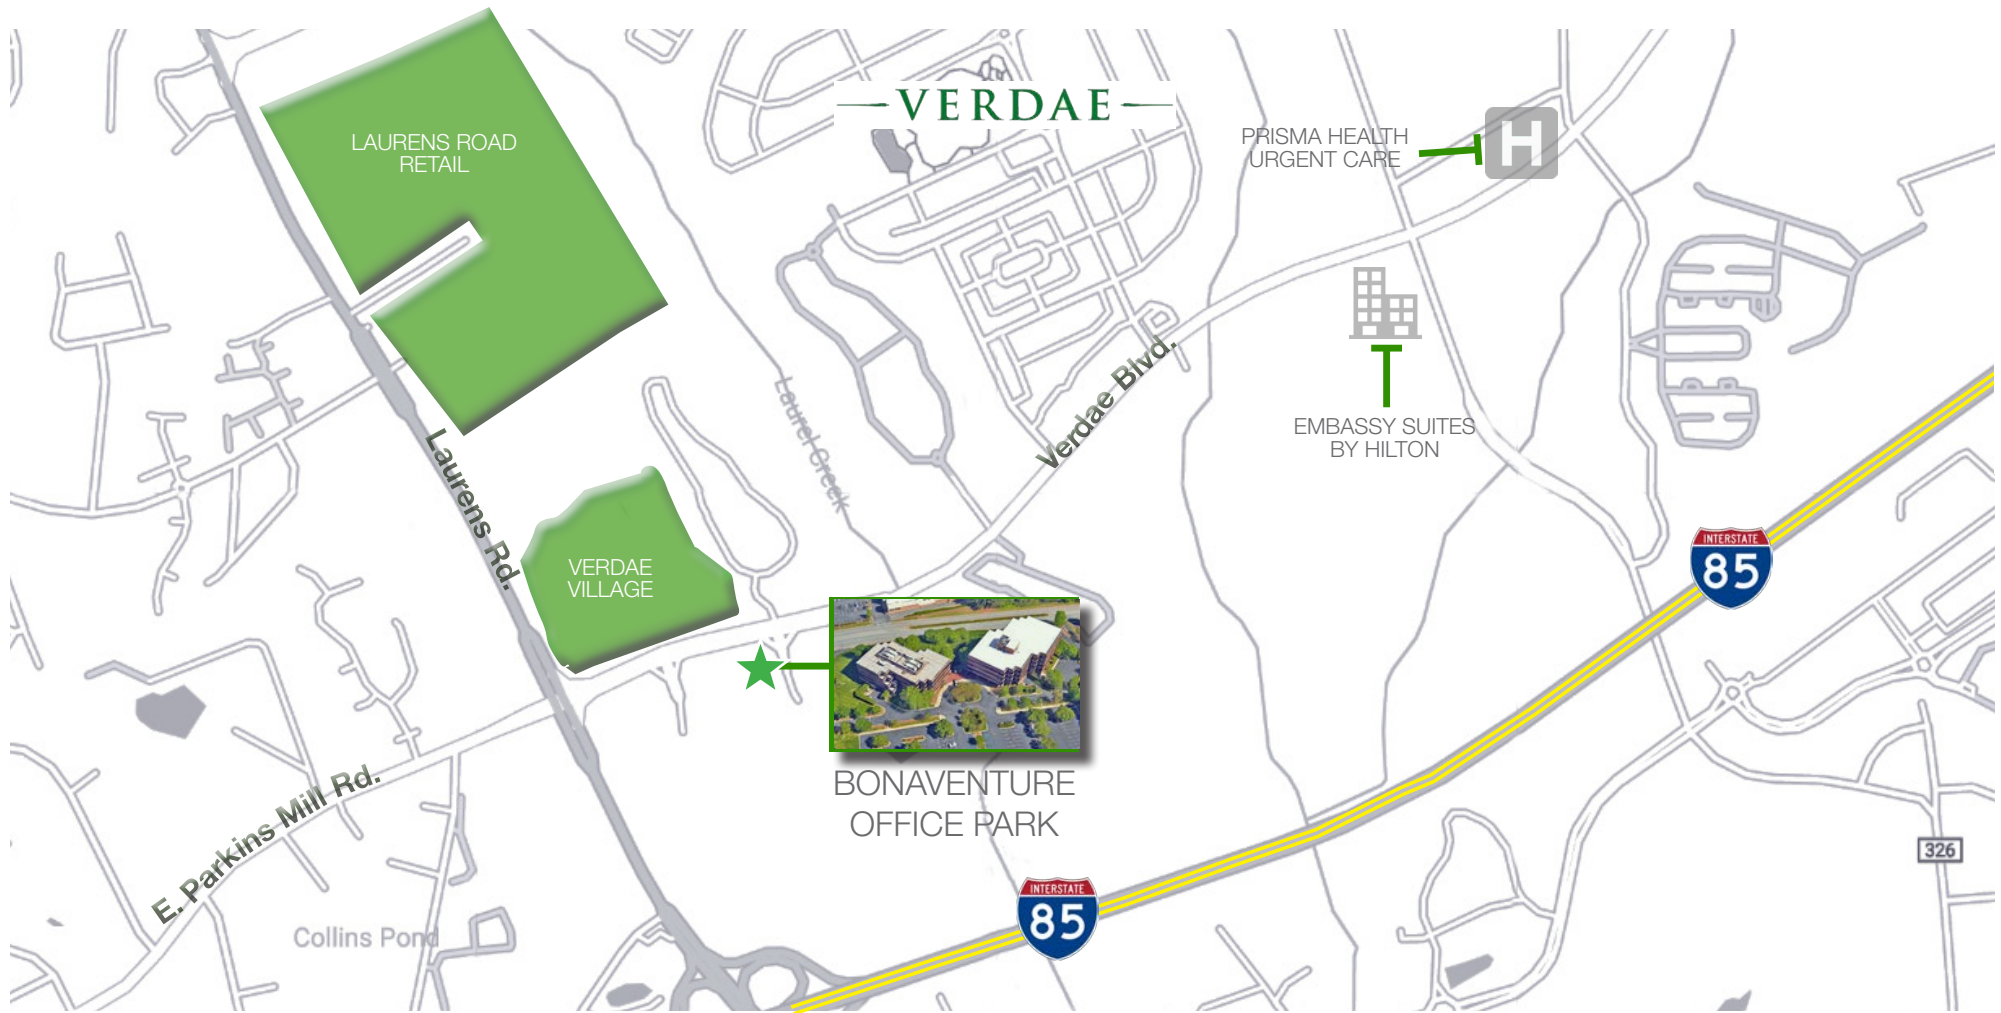 VERDAE
LAURENS ROAD
RETAIL
PRISMA HEALTH
URGENT CARE
H
Verdae Blvd.
Laurel Creek
EMBASSY SUITES
BY HILTON
Laurens Rd.
VERDAE
VILLAGE
INTERSTATE
85
BONAVENTURE
OFFICE PARK
E. Parkins Mill Rd.
326
INTERSTATE
85
Collins Pond